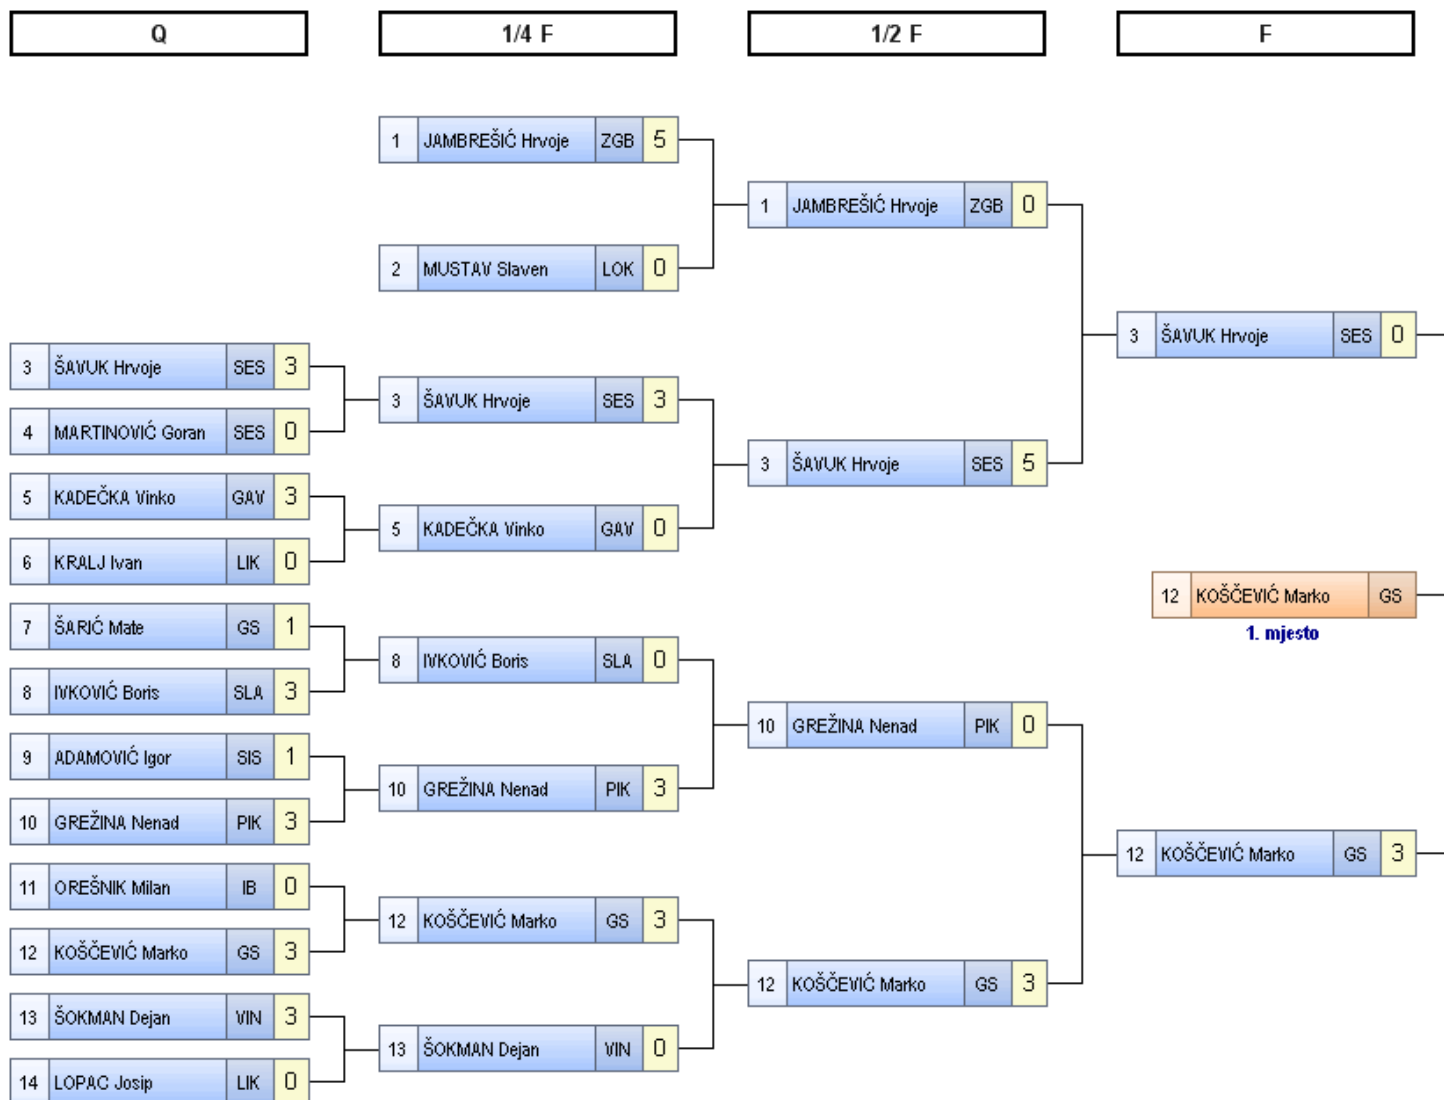 Q 1/4 F 1/2 F F
1 JAMBREŠIĆ Hrvoje ZGB 5
2 MUSTAV Slaven LOK 0
3 ŠAVUK Hrvoje SES 3
4 MARTINOVIĆ Goran SES 0
5 KADEČKA Vinko GAV 3
6 KRALJ Ivan LIK 0
7 ŠARIĆ Mate GS 1
8 IVKOVIĆ Boris SLA 3
9 ADAMOVIĆ Igor SIS 1
10 GREŽINA Nenad PIK 3
11 OREŠNIK Milan IB 0
12 KOŠČEVIĆ Marko GS 3
13 ŠOKMAN Dejan VIN 3
14 LOPAC Josip LIK 0
3 ŠAVUK Hrvoje SES 3
5 KADEČKA Vinko GAV 0
8 IVKOVIĆ Boris SLA 0
10 GREŽINA Nenad PIK 3
12 KOŠČEVIĆ Marko GS 3
13 ŠOKMAN Dejan VIN 0
1 JAMBREŠIĆ Hrvoje ZGB 0
3 ŠAVUK Hrvoje SES 5
10 GREŽINA Nenad PIK 0
12 KOŠČEVIĆ Marko GS 3
3 ŠAVUK Hrvoje SES 0
12 KOŠČEVIĆ Marko GS
1. mjesto
12 KOŠČEVIĆ Marko GS 3